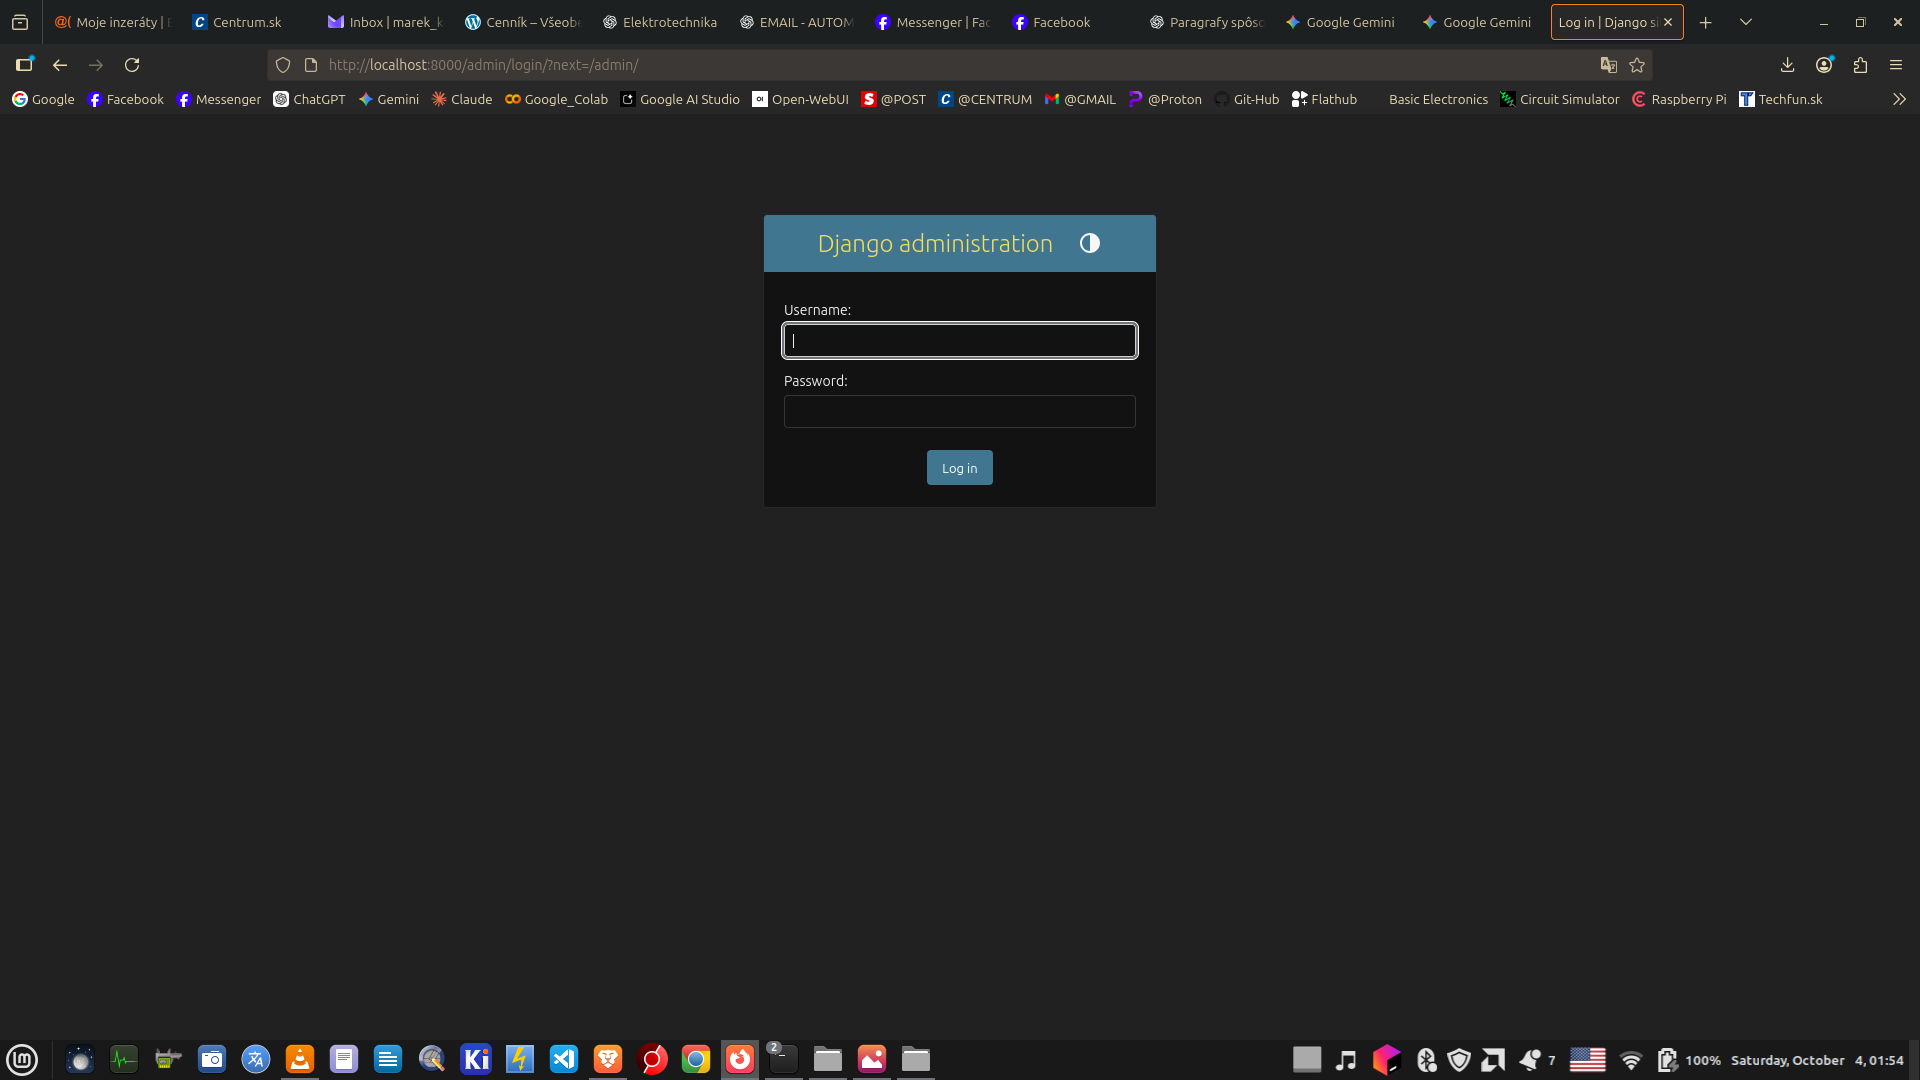 Moje inzeráty |
Centrum.sk
Inbox | marek_k
Cenník – Všeobe
Elektrotechnika
EMAIL - AUTOM
Messenger | Fac
Facebook
Paragrafy spôso
Google Gemini
Google Gemini
Log in | Django si
http://localhost:8000/admin/login/?next=/admin/
Google Facebook Messenger ChatGPT Gemini Claude Google_Colab Google AI Studio Open-WebUI @POST @CENTRUM @GMAIL @Proton Git-Hub Flathub Basic Electronics Circuit Simulator Raspberry Pi Techfun.sk
Django administration
Username:
Password:
Log in
Ki
2
7
100%
Saturday, October 4, 01:54